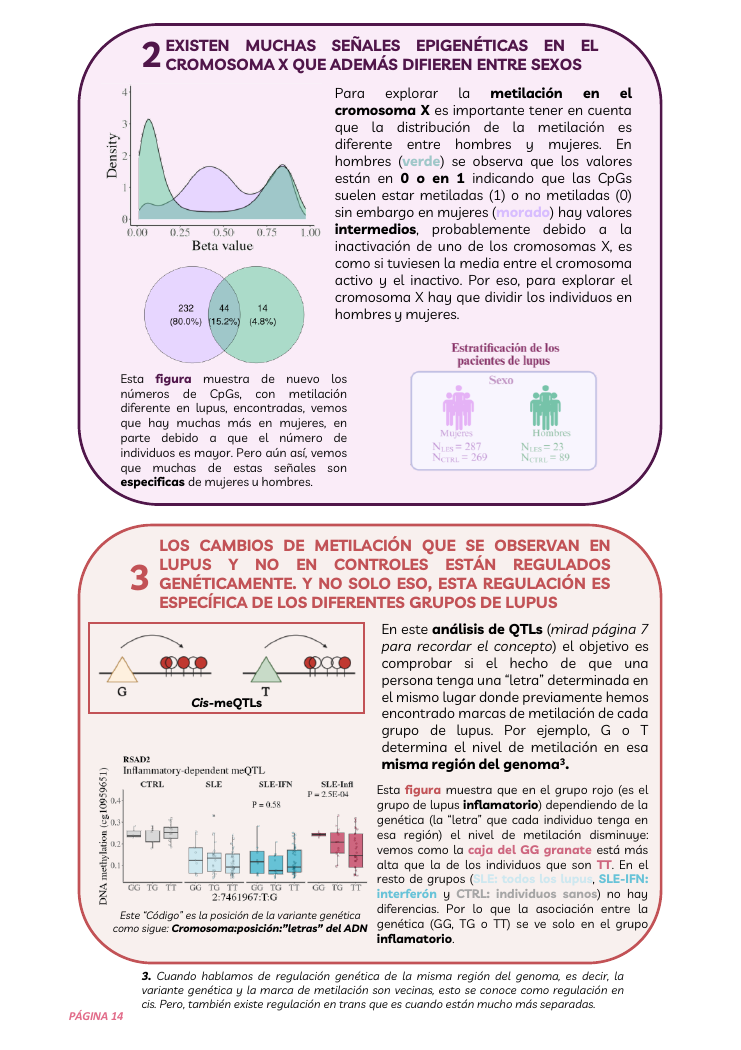 2 EXISTEN MUCHAS SEÑALES EPIGENÉTICAS EN EL
CROMOSOMA X QUE ADEMÁS DIFIEREN ENTRE SEXOS
4
3
2
1
0
Density
0.00 0.25 0.50 0.75 1.00
Beta value
232
(80.0%)
44
(15.2%)
14
(4.8%)
Esta figura muestra de nuevo los
números de CpGs, con metilación
diferente en lupus, encontradas, vemos
que hay muchas más en mujeres, en
parte debido a que el número de
individuos es mayor. Pero aún así, vemos
que muchas de estas señales son
especificas de mujeres u hombres.
Para explorar la metilación en el
cromosoma X es importante tener en cuenta
que la distribución de la metilación es
diferente entre hombres y mujeres. En
hombres (verde) se observa que los valores
están en 0 o en 1 indicando que las CpGs
suelen estar metiladas (1) o no metiladas (0)
sin embargo en mujeres (morado) hay valores
intermedios, probablemente debido a la
inactivación de uno de los cromosomas X, es
como si tuviesen la media entre el cromosoma
activo y el inactivo. Por eso, para explorar el
cromosoma X hay que dividir los individuos en
hombres y mujeres.
Estratificación de los
pacientes de lupus
Sexo
Mujeres Hombres
NLES = 287 NLES = 23
NCTRL = 269 NCTRL = 89
3 LOS CAMBIOS DE METILACIÓN QUE SE OBSERVAN EN
LUPUS Y NO EN CONTROLES ESTÁN REGULADOS
GENÉTICAMENTE. Y NO SOLO ESO, ESTA REGULACIÓN ES
ESPECÍFICA DE LOS DIFERENTES GRUPOS DE LUPUS
G T
Cis-meQTLs
RSAD2
Inflammatory-dependent meQTL
CTRL SLE SLE-IFN SLE-Infl
P = 0.58
P = 2.5E-04
DNA methylation (cg10959651)
0.4
0.3
0.2
0.1
GG TG TT GG TG TT GG TG TT GG TG TT
2:7461967:T:G
Este “Código” es la posición de la variante genética
como sigue: Cromosoma:posición:”letras” del ADN
En este análisis de QTLs (mirad página 7
para recordar el concepto) el objetivo es
comprobar si el hecho de que una
persona tenga una “letra” determinada en
el mismo lugar donde previamente hemos
encontrado marcas de metilación de cada
grupo de lupus. Por ejemplo, G o T
determina el nivel de metilación en esa
misma región del genoma³.
Esta figura muestra que en el grupo rojo (es el
grupo de lupus inflamatorio) dependiendo de la
genética (la “letra” que cada individuo tenga en
esa región) el nivel de metilación disminuye:
vemos como la caja del GG granate está más
alta que la de los individuos que son TT. En el
resto de grupos (SLE: todos los lupus, SLE-IFN:
interferón y CTRL: individuos sanos) no hay
diferencias. Por lo que la asociación entre la
genética (GG, TG o TT) se ve solo en el grupo
inflamatorio.
3. Cuando hablamos de regulación genética de la misma región del genoma, es decir, la
variante genética y la marca de metilación son vecinas, esto se conoce como regulación en
cis. Pero, también existe regulación en trans que es cuando están mucho más separadas.
PÁGINA 14